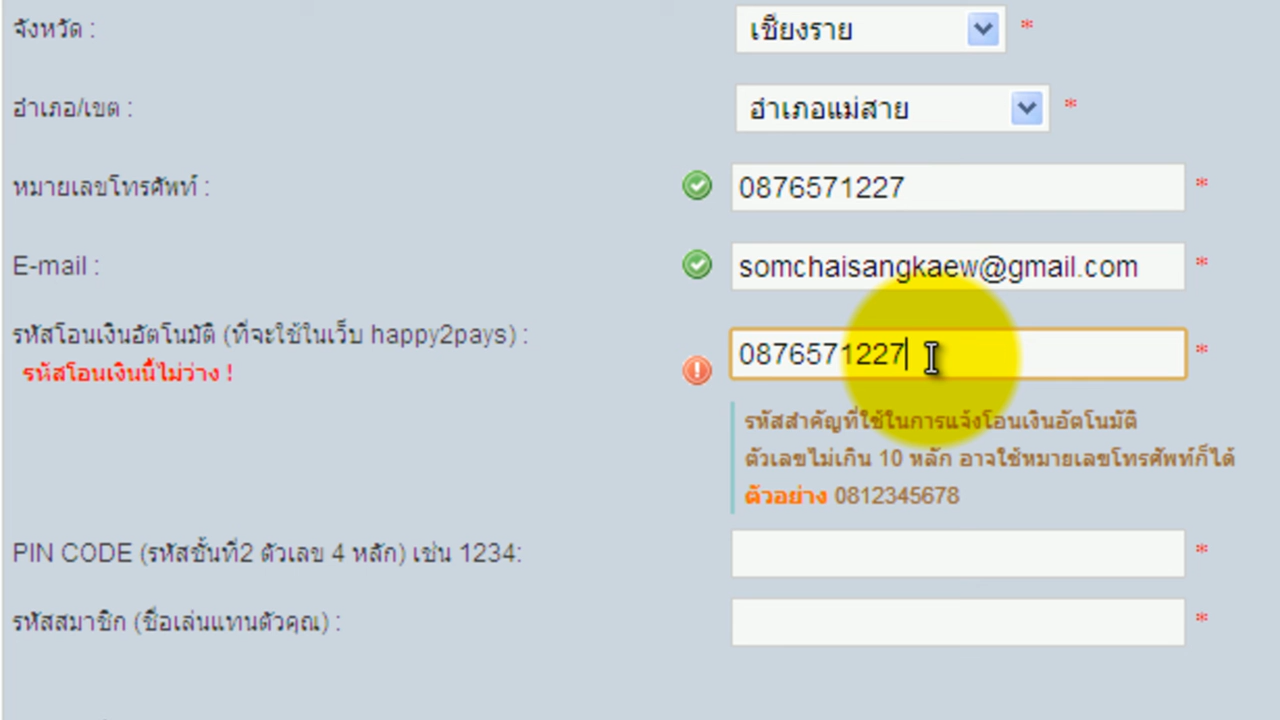 จังหวัด :
เชียงราย
*
อำเภอ/เขต :
อำเภอแม่สาย
*
หมายเลขโทรศัพท์ :
0876571227
*
E-mail :
somchaisangkaew@gmail.com
*
รหัสโอนเงินอัตโนมัติ (ที่จะใช้ในเว็บ happy2pays) :
0876571227
*
รหัสโอนเงินนี้ไม่ว่าง !
รหัสสำคัญที่ใช้ในการแจ้งโอนเงินอัตโนมัติ
ตัวเลขไม่เกิน 10 หลัก อาจใช้หมายเลขโทรศัพท์ก็ได้
ตัวอย่าง 0812345678
PIN CODE (รหัสขั้นที่2 ตัวเลข 4 หลัก) เช่น 1234:
*
รหัสสมาชิก (ชื่อเล่นแทนตัวคุณ) :
*